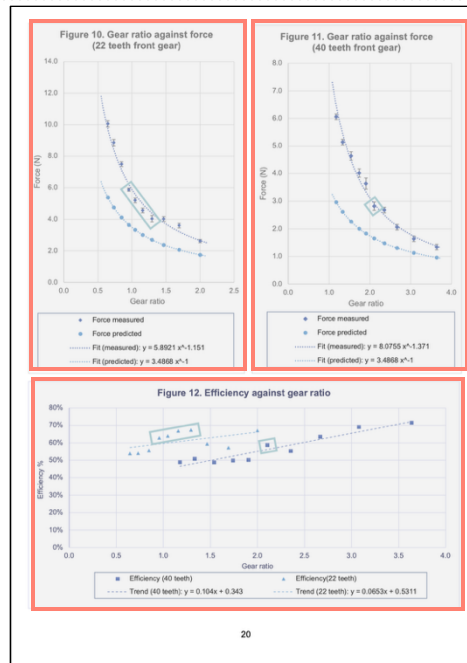 Figure 10. Gear ratio against force
(22 teeth front gear)
14.0
12.0
10.0
8.0
6.0
4.0
2.0
0.0
Force (N)
0.0 0.5 1.0 1.5 2.0 2.5
Gear ratio
Force measured
Force predicted
Fit (measured): y = 5.8921 x^-1.151
Fit (predicted): y = 3.4868 x^-1
Figure 11. Gear ratio against force
(40 teeth front gear)
8.0
7.0
6.0
5.0
4.0
3.0
2.0
1.0
0.0
Force (N)
0.0 1.0 2.0 3.0 4.0
Gear ratio
Force measured
Force predicted
Fit (measured): y = 8.0755 x^-1.371
Fit (predicted): y = 3.4868 x^-1
Figure 12. Efficiency against gear ratio
80%
70%
60%
50%
40%
30%
20%
10%
0%
Efficiency %
0.0 0.5 1.0 1.5 2.0 2.5 3.0 3.5 4.0
Gear ratio
Efficiency (40 teeth)
Efficiency(22 teeth)
Trend (40 teeth): y = 0.104x + 0.343
Trend (22 teeth): y = 0.0653x + 0.5311
20